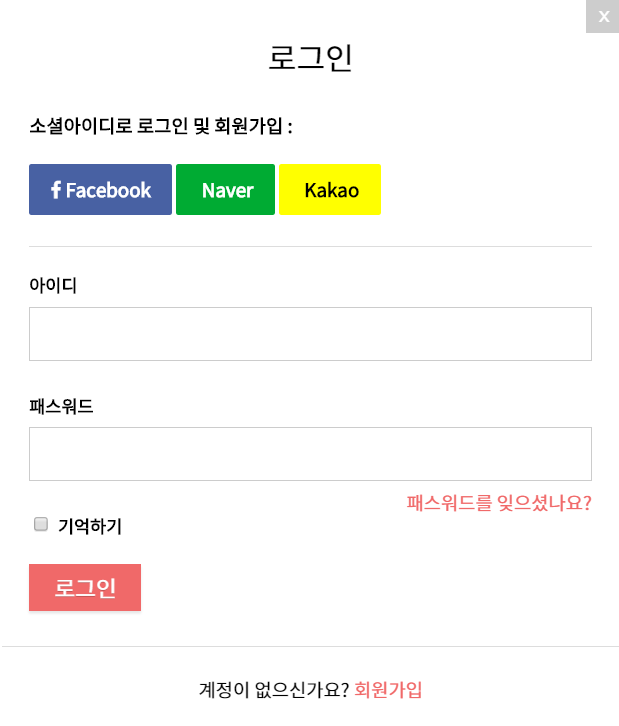 x
로그인
소셜아이디로 로그인 및 회원가입 :
Facebook Naver Kakao
아이디
패스워드
패스워드를 잊으셨나요?
기억하기
로그인
계정이 없으신가요? 회원가입